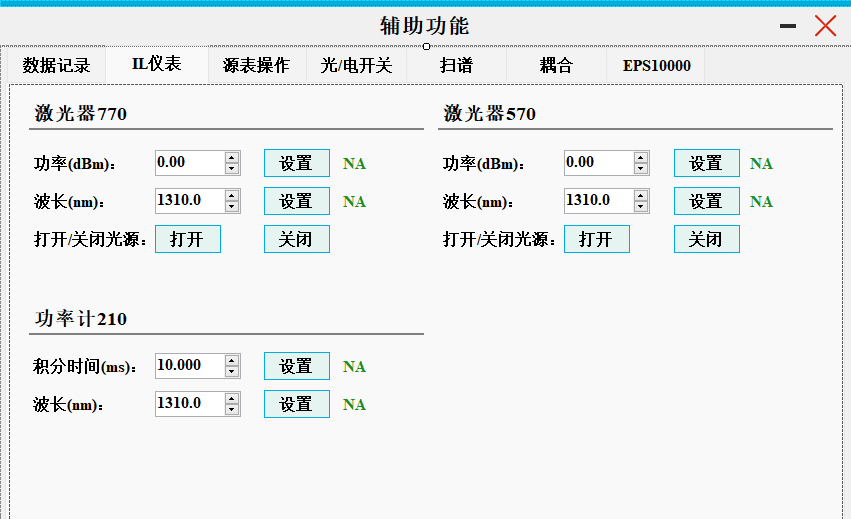 辅助功能
数据记录 IL仪表 源表操作 光/电开关 扫谱 耦合 EPS10000
激光器770 激光器570
功率(dBm)： 0.00 设置 NA 功率(dBm)： 0.00 设置 NA
波长(nm)： 1310.0 设置 NA 波长(nm)： 1310.0 设置 NA
打开/关闭光源： 打开 关闭 打开/关闭光源： 打开 关闭
功率计210
积分时间(ms)： 10.000 设置 NA
波长(nm)： 1310.0 设置 NA